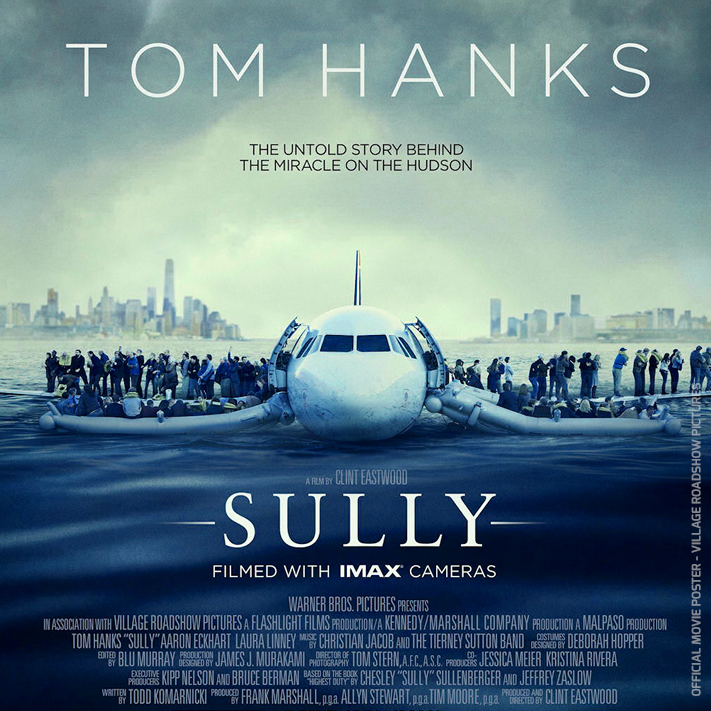 TOM HANKS
THE UNTOLD STORY BEHIND
THE MIRACLE ON THE HUDSON
A FILM BY CLINT EASTWOOD
SULLY
FILMED WITH IMAX CAMERAS
WARNER BROS. PICTURES PRESENTS
IN ASSOCIATION WITH VILLAGE ROADSHOW PICTURES A FLASHLIGHT FILMS PRODUCTION/A KENNEDY/MARSHALL COMPANY PRODUCTION A MALPASO PRODUCTION
TOM HANKS "SULLY" AARON ECKHART LAURA LINNEY MUSIC BY CHRISTIAN JACOB AND THE TIERNEY SUTTON BAND COSTUMES DESIGNED BY DEBORAH HOPPER
EDITED BY BLU MURRAY PRODUCTION DESIGNED BY JAMES J. MURAKAMI DIRECTOR OF PHOTOGRAPHY TOM STERN, A.F.C., A.S.C. CO-PRODUCERS JESSICA MEIER KRISTINA RIVERA
EXECUTIVE PRODUCERS KIPP NELSON AND BRUCE BERMAN BASED ON THE BOOK "HIGHEST DUTY" BY CHESLEY "SULLY" SULLENBERGER AND JEFFREY ZASLOW
WRITTEN BY TODD KOMARNICKI PRODUCED BY FRANK MARSHALL, p.g.a. ALLYN STEWART, p.g.a. TIM MOORE, p.g.a. PRODUCED AND DIRECTED BY CLINT EASTWOOD
OFFICIAL MOVIE POSTER - VILLAGE ROADSHOW PICTURES